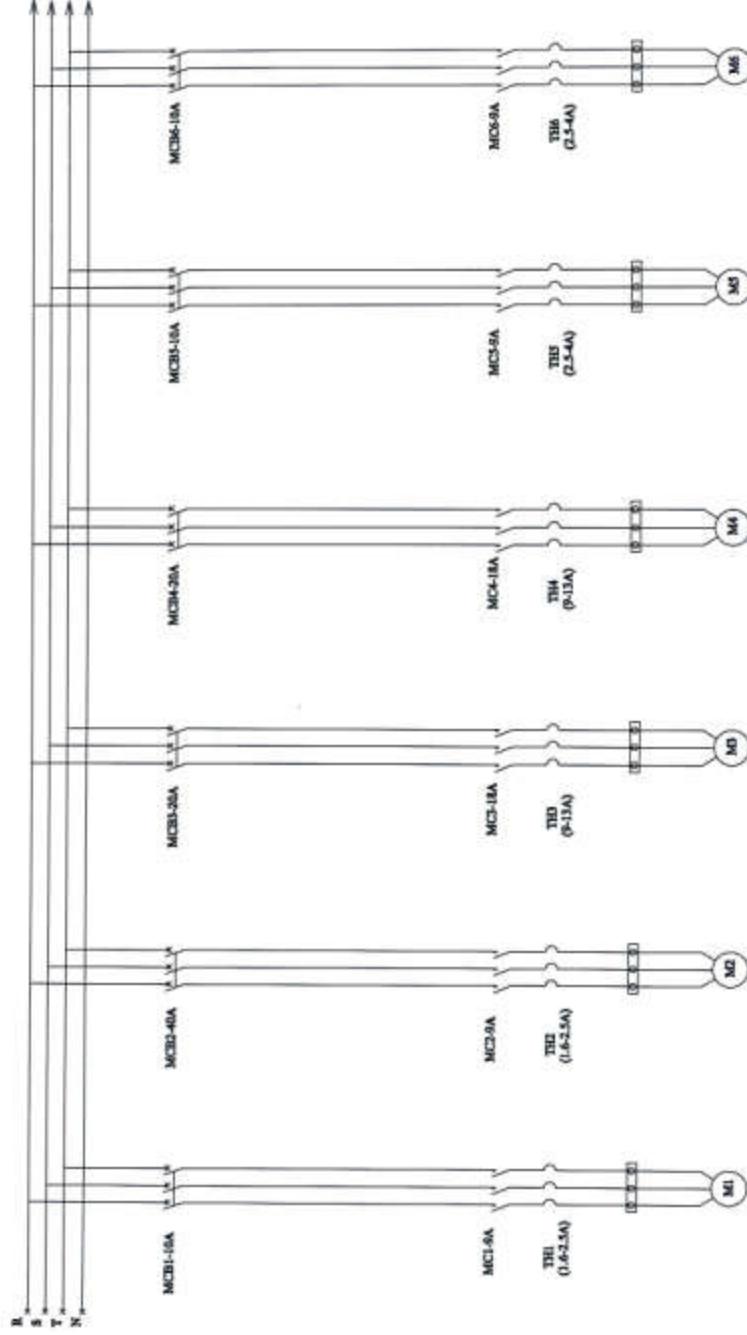 R
S
T
N
MCB1-10A
MC1-9A
TH1
(1.6-2.5A)
M1
MCB2-40A
MC2-9A
TH2
(1.6-2.5A)
M2
MCB3-20A
MC3-18A
TH3
(9-13A)
M3
MCB4-20A
MC4-18A
TH4
(9-13A)
M4
MCB5-10A
MC5-9A
TH5
(2.5-4A)
M5
MCB6-10A
MC6-9A
TH6
(2.5-4A)
M6